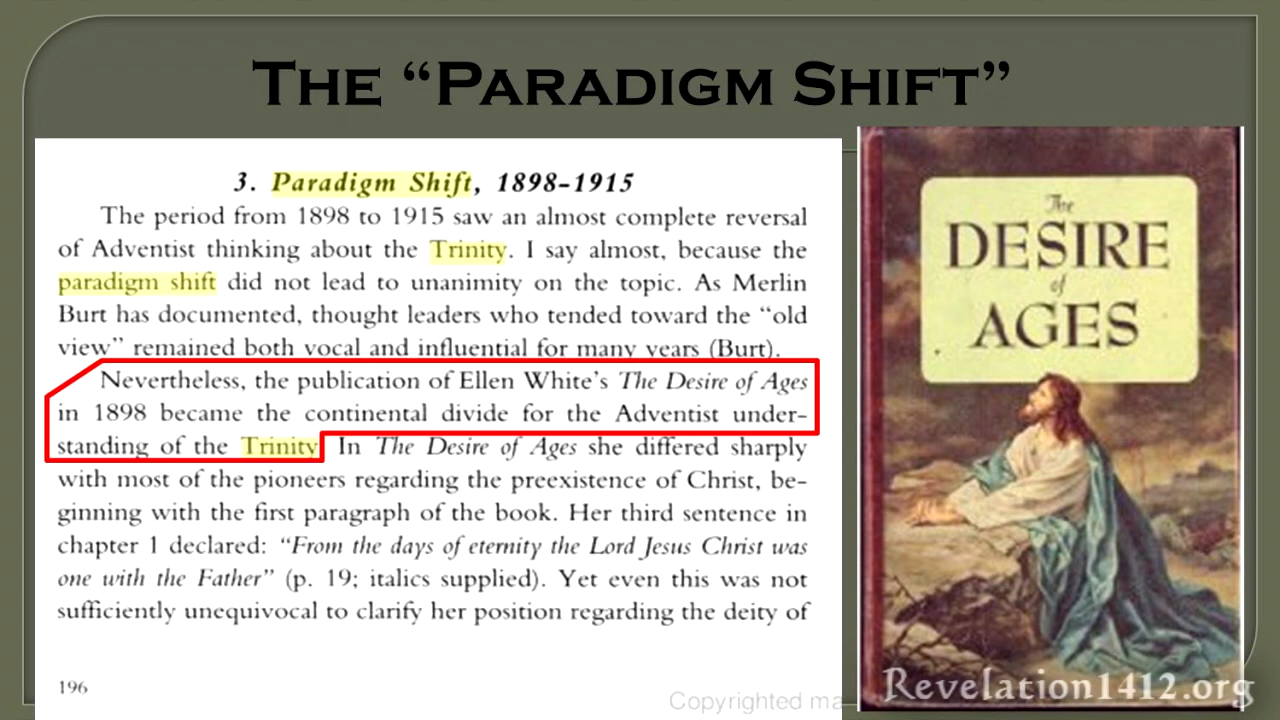 THE “PARADIGM SHIFT”
3. Paradigm Shift, 1898–1915
The period from 1898 to 1915 saw an almost complete reversal
of Adventist thinking about the Trinity. I say almost, because the
paradigm shift did not lead to unanimity on the topic. As Merlin
Burt has documented, thought leaders who tended toward the “old
view” remained both vocal and influential for many years (Burt).
Nevertheless, the publication of Ellen White’s The Desire of Ages
in 1898 became the continental divide for the Adventist under-
standing of the Trinity. In The Desire of Ages she differed sharply
with most of the pioneers regarding the preexistence of Christ, be-
ginning with the first paragraph of the book. Her third sentence in
chapter 1 declared: “From the days of eternity the Lord Jesus Christ was
one with the Father” (p. 19; italics supplied). Yet even this was not
sufficiently unequivocal to clarify her position regarding the deity of
196
Copyrighted ma
The
DESIRE
of
AGES
Revelation1412.org